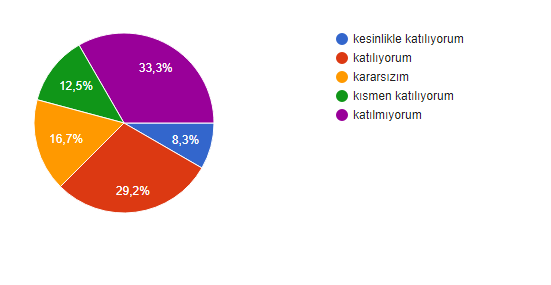 33,3%
12,5%
16,7%
8,3%
29,2%
kesinlikle katılıyorum
katılıyorum
kararsızım
kısmen katılıyorum
katılmıyorum